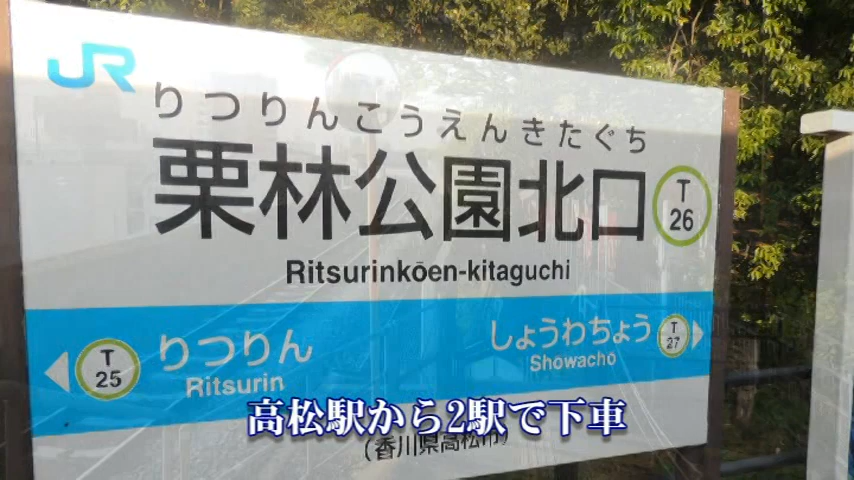 JR
りつりんこうえんきたぐち
栗林公園北口
T
26
Ritsurinkōen-kitaguchi
T
25
りつりん
Ritsurin
しょうわちょう
Shōwacho
T
27
高松駅から2駅で下車
(香川県高松市)